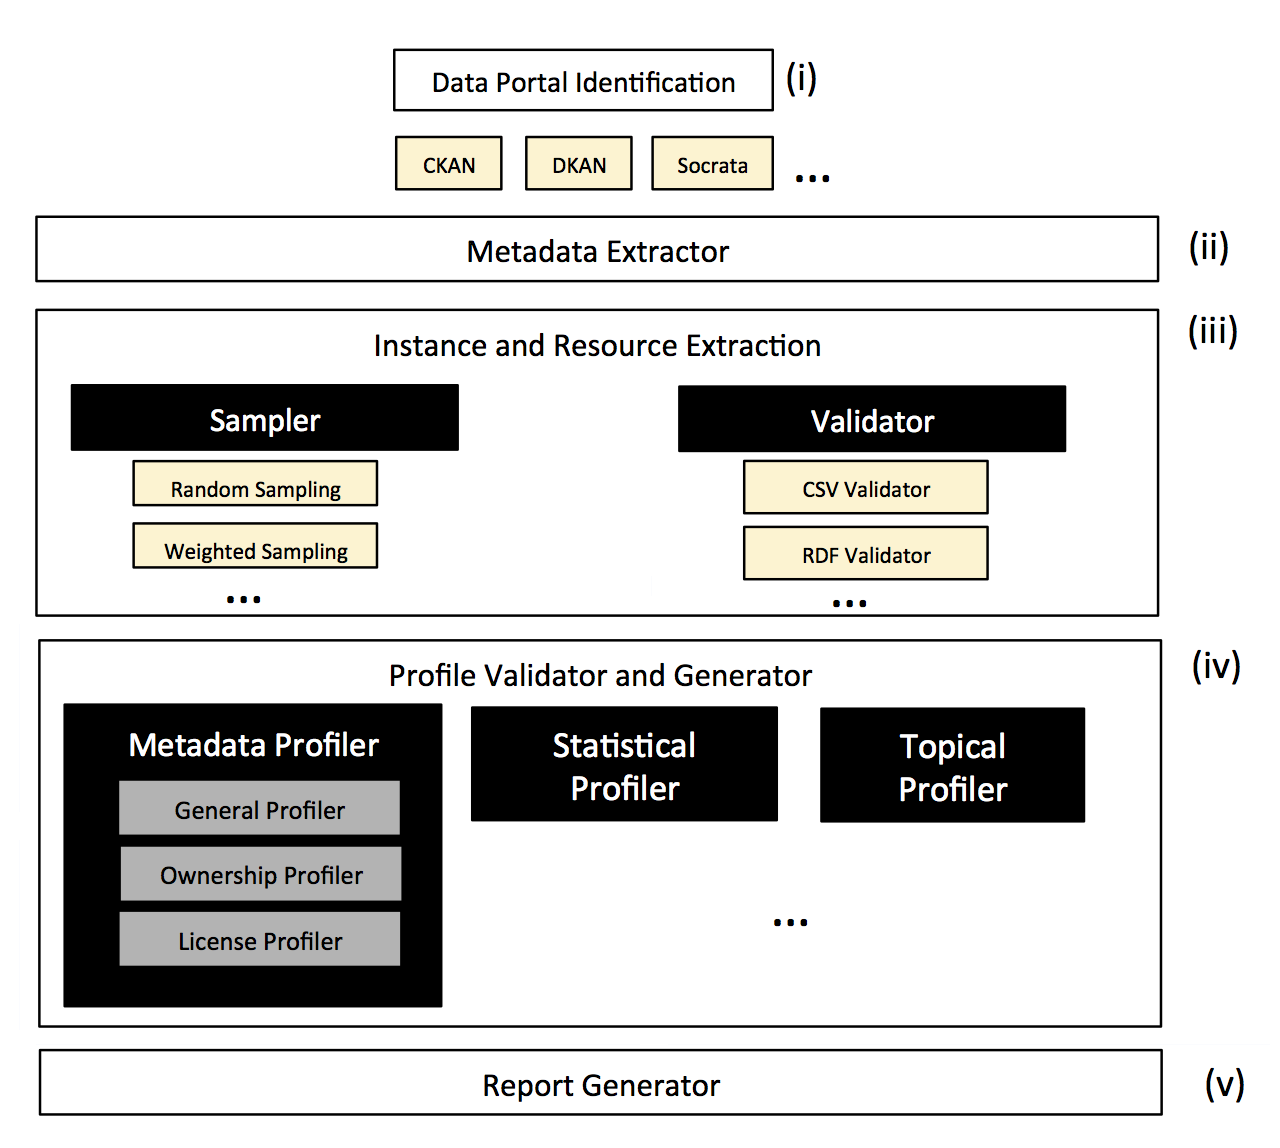 Data Portal Identification
(i)
CKAN
DKAN
Socrata
...
Metadata Extractor
(ii)
Instance and Resource Extraction
(iii)
Sampler
Random Sampling
Weighted Sampling
...
Validator
CSV Validator
RDF Validator
...
Profile Validator and Generator
(iv)
Metadata Profiler
General Profiler
Ownership Profiler
License Profiler
Statistical
Profiler
Topical
Profiler
...
Report Generator
(v)